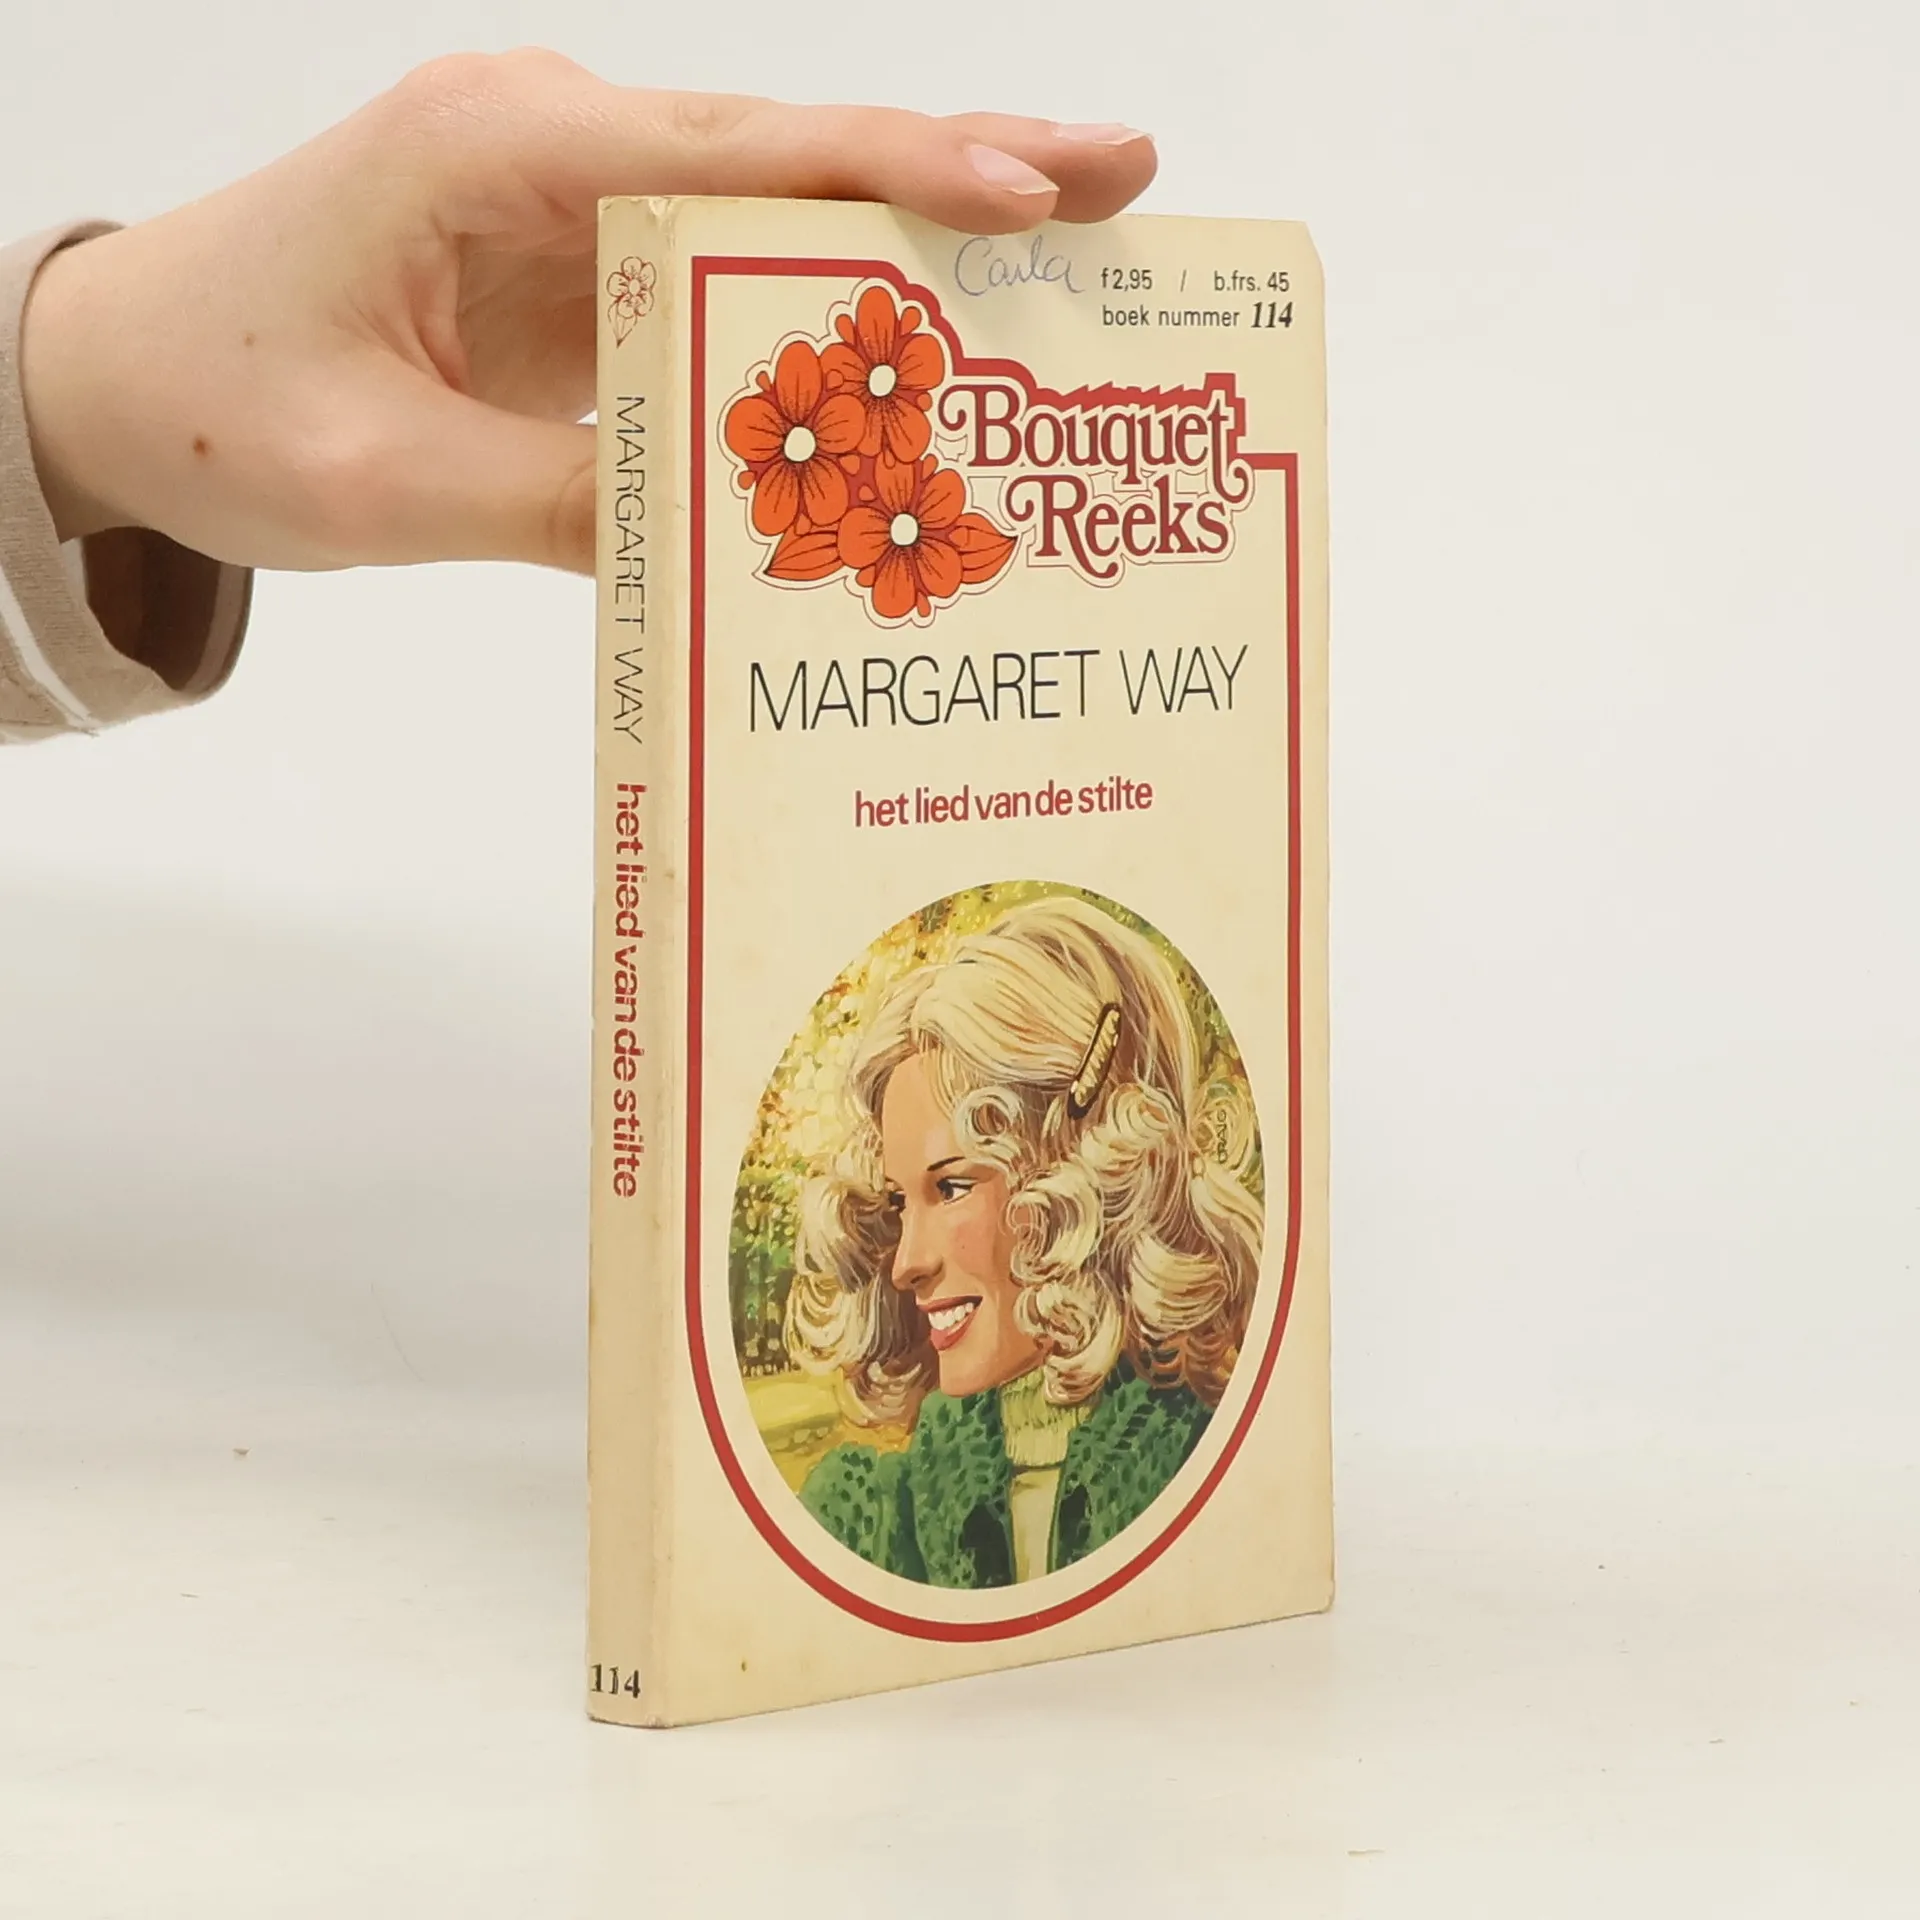 Carla
f 2,95 / b.frs. 45
boek nummer 114
Bouquet
Reeks
MARGARET WAY
het lied van de stilte
CRAIG
MARGARET WAY het lied van de stilte
114